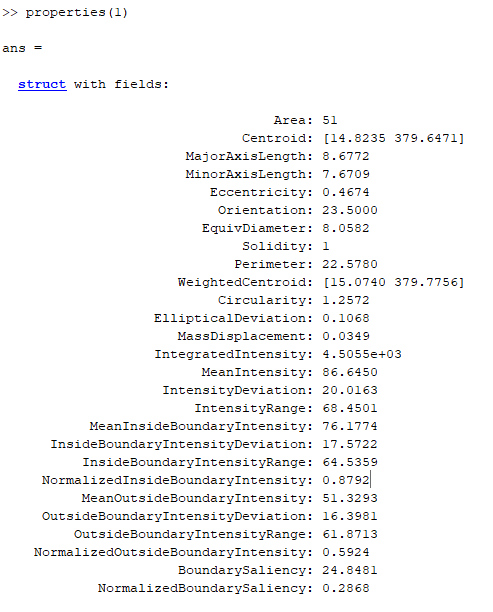 >> properties(1)
ans =
struct with fields:
Area: 51
Centroid: [14.8235 379.6471]
MajorAxisLength: 8.6772
MinorAxisLength: 7.6709
Eccentricity: 0.4674
Orientation: 23.5000
EquivDiameter: 8.0582
Solidity: 1
Perimeter: 22.5780
WeightedCentroid: [15.0740 379.7756]
Circularity: 1.2572
EllipticalDeviation: 0.1068
MassDisplacement: 0.0349
IntegratedIntensity: 4.5055e+03
MeanIntensity: 86.6450
IntensityDeviation: 20.0163
IntensityRange: 68.4501
MeanInsideBoundaryIntensity: 76.1774
InsideBoundaryIntensityDeviation: 17.5722
InsideBoundaryIntensityRange: 64.5359
NormalizedInsideBoundaryIntensity: 0.8792
MeanOutsideBoundaryIntensity: 51.3293
OutsideBoundaryIntensityDeviation: 16.3981
OutsideBoundaryIntensityRange: 61.8713
NormalizedOutsideBoundaryIntensity: 0.5924
BoundarySaliency: 24.8481
NormalizedBoundarySaliency: 0.2868